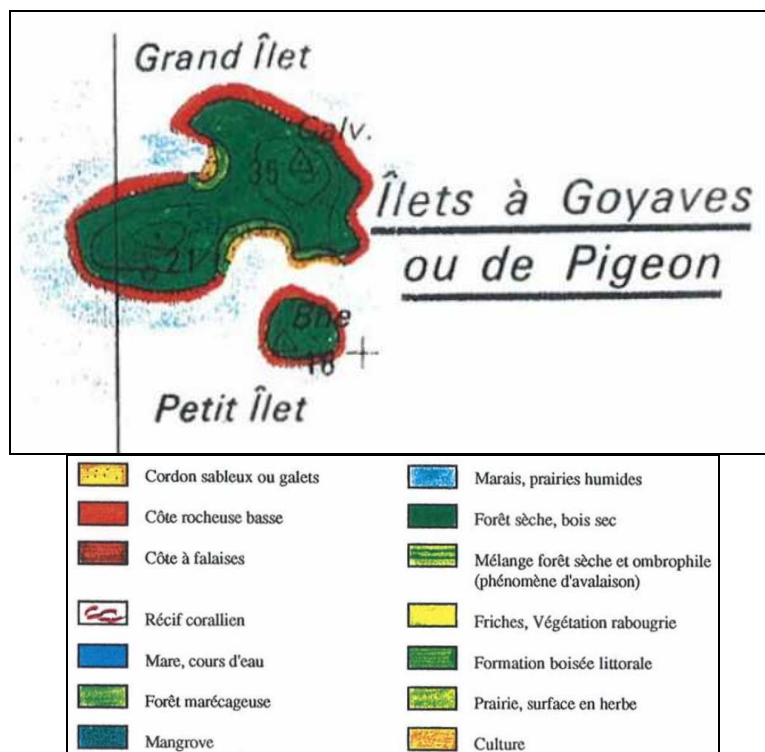 Grand Îlet
Calv.
35
Îlets à Goyaves
ou de Pigeon
21
Bne
18
Petit Îlet
Cordon sableux ou galets
Côte rocheuse basse
Côte à falaises
Récif corallien
Mare, cours d'eau
Forêt marécageuse
Mangrove
Marais, prairies humides
Forêt sèche, bois sec
Mélange forêt sèche et ombrophile
(phénomène d'avalaison)
Friches, Végétation rabougrie
Formation boisée littorale
Prairie, surface en herbe
Culture